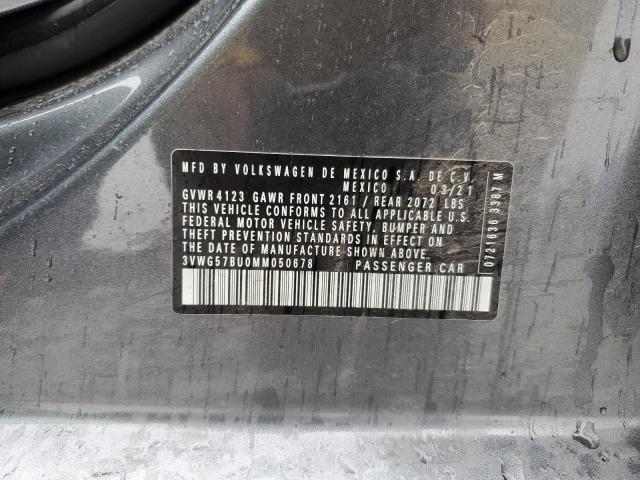 MFD BY VOLKSWAGEN DE MEXICO S.A. DE C.V.
MEXICO 03/21
GVWR 4123 GAWR FRONT 2161 / REAR 2072 LBS
THIS VEHICLE CONFORMS TO ALL APPLICABLE U.S.
FEDERAL MOTOR VEHICLE SAFETY, BUMPER AND
THEFT PREVENTION STANDARDS IN EFFECT ON
THE DATE OF MANUFACTURE SHOWN ABOVE.
3VWG57BU0MM050678 PASSENGER CAR
0721636 3387 M